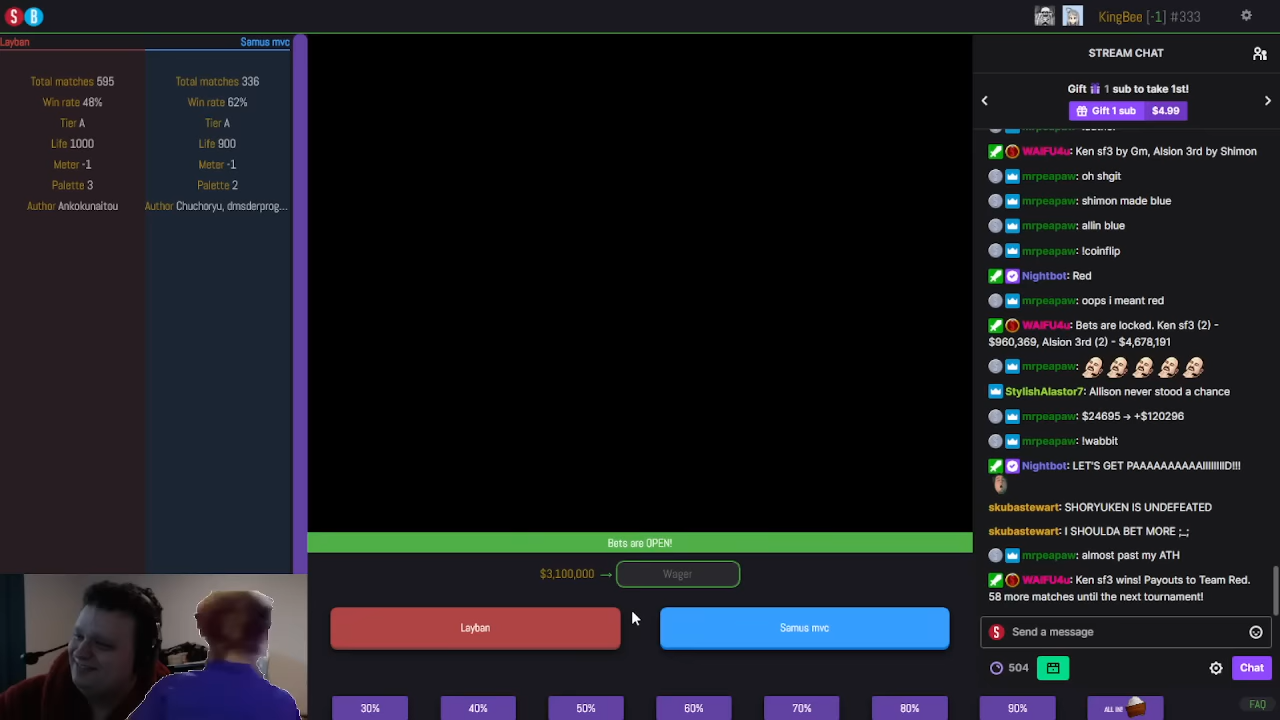 S B
KingBee [-1] #333
Layban
Samus mvc
Total matches 595
Win rate 48%
Tier A
Life 1000
Meter -1
Palette 3
Author Ankokunaitou
Total matches 336
Win rate 62%
Tier A
Life 900
Meter -1
Palette 2
Author Chuchoryu, dmsderprog...
Bets are OPEN!
$3,100,000 → Wager
Layban
Samus mvc
30%
40%
50%
60%
70%
80%
90%
ALL IN!
STREAM CHAT
Gift 1 sub to take 1st!
Gift 1 sub $4.99
WAIFU4u: Ken sf3 by Gm, Alsion 3rd by Shimon
mrpeapaw: oh shgit
mrpeapaw: shimon made blue
mrpeapaw: allin blue
mrpeapaw: !coinflip
Nightbot: Red
mrpeapaw: oops i meant red
WAIFU4u: Bets are locked. Ken sf3 (2) -
$960,369, Alsion 3rd (2) - $4,678,191
mrpeapaw:
StylishAlastor7: Allison never stood a chance
mrpeapaw: $24695 → +$120296
mrpeapaw: !wabbit
Nightbot: LET'S GET PAAAAAAAAAIIIIIIIIID!!!
skubastewart: SHORYUKEN IS UNDEFEATED
skubastewart: I SHOULDA BET MORE ;_;
mrpeapaw: almost past my ATH
WAIFU4u: Ken sf3 wins! Payouts to Team Red.
58 more matches until the next tournament!
S Send a message
504
Chat
FAQ